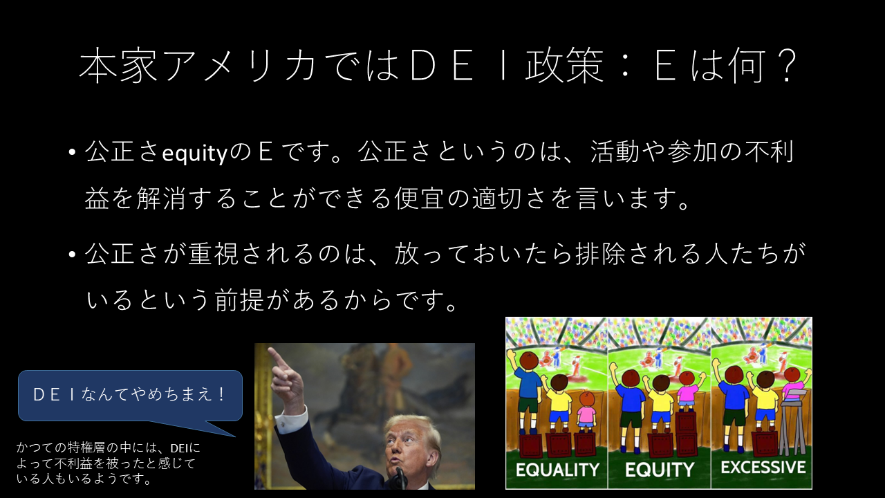 本家アメリカではＤＥＩ政策：Ｅは何？
• 公正さequityのＥです。公正さというのは、活動や参加の不利
益を解消することができる便宜の適切さを言います。
• 公正さが重視されるのは、放っておいたら排除される人たちが
いるという前提があるからです。
ＤＥＩなんてやめちまえ！
かつての特権層の中には、DEIに
よって不利益を被ったと感じて
いる人もいるようです。
EQUALITY
EQUITY
EXCESSIVE